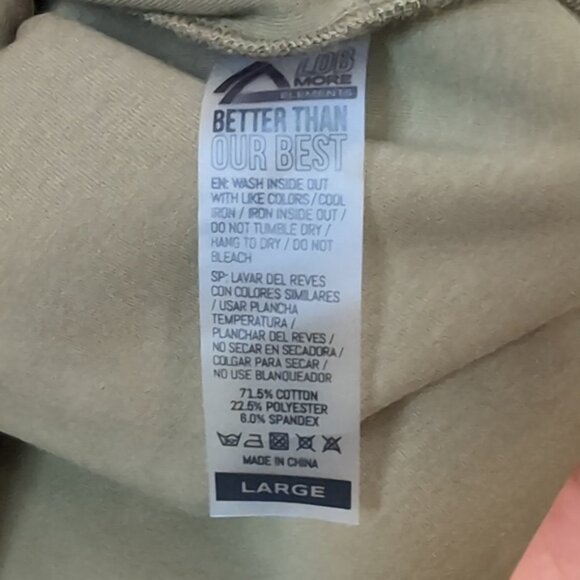 MORE
ELEMENTS
BETTER THAN
OUR BEST
EN: WASH INSIDE OUT
WITH LIKE COLORS / COOL
IRON / IRON INSIDE OUT /
DO NOT TUMBLE DRY /
HANG TO DRY / DO NOT
BLEACH
SP: LAVAR DEL REVES
CON COLORES SIMILARES
/ USAR PLANCHA
TEMPERATURA /
PLANCHAR DEL REVES /
NO SECAR EN SECADORA /
COLGAR PARA SECAR /
NO USE BLANQUEADOR
71.5% COTTON
22.5% POLYESTER
6.0% SPANDEX
MADE IN CHINA
LARGE